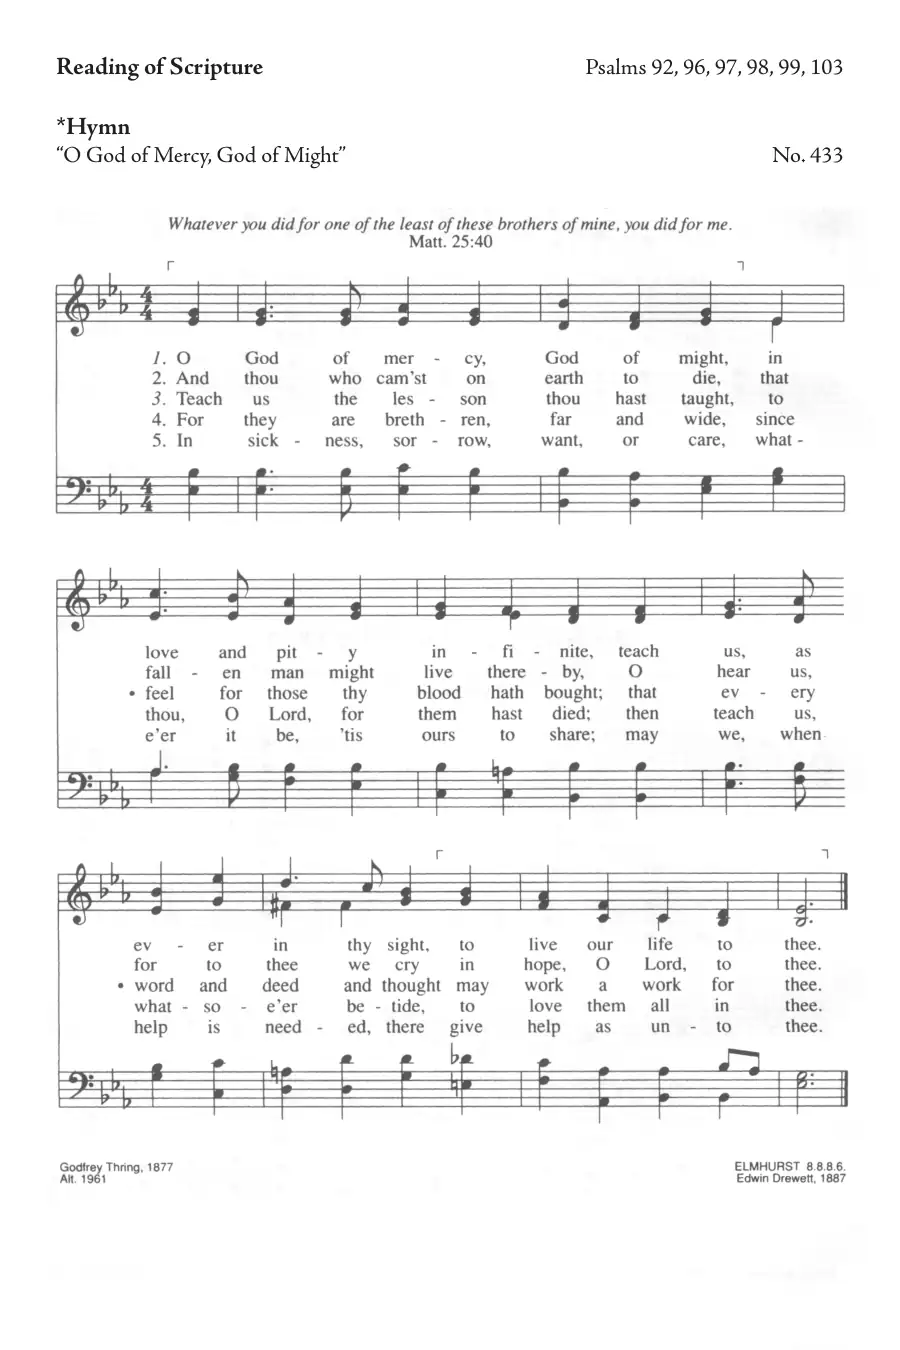 Reading of Scripture Psalms 92, 96, 97, 98, 99, 103
*Hymn
“O God of Mercy, God of Might” No. 433
Whatever you did for one of the least of these brothers of mine, you did for me.
Matt. 25:40
1. O God of mer - cy, God of might, in
2. And thou who cam'st on earth to die, that
3. Teach us the les - son thou hast taught, to
4. For they are breth - ren, far and wide, since
5. In sick - ness, sor - row, want, or care, what -
love and pit - y in - fi - nite, teach us, as
fall - en man might live there - by, O hear us,
• feel for those thy blood hath bought; that ev - ery
thou, O Lord, for them hast died; then teach us,
e'er it be, 'tis ours to share; may we, when
ev - er in thy sight, to live our life to thee.
for to thee we cry in hope, O Lord, to thee.
• word and deed and thought may work a work for thee.
what - so - e'er be - tide, to love them all in thee.
help is need - ed, there give help as un - to thee.
Godfrey Thring, 1877 ELMHURST 8.8.8.6.
Alt. 1961 Edwin Drewett, 1887